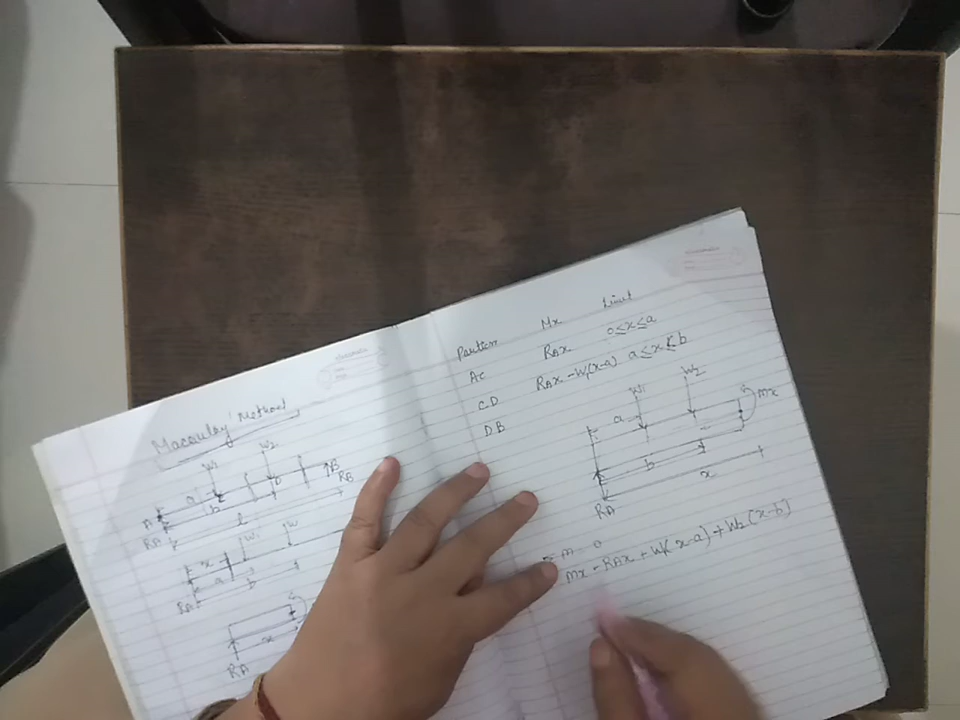 Macaulay Method
W1 W2
a b
A B
RA RB
l
x W1 W
a b
RA
x
RA
Portion Mx Limit
AC RAx 0≤x≤a
CD RAx - W1(x-a) a≤x≤b
DB
W1 W2
a Mx
b
x
RA
Mx - RAx + W1(x-a) + W2(x-b)